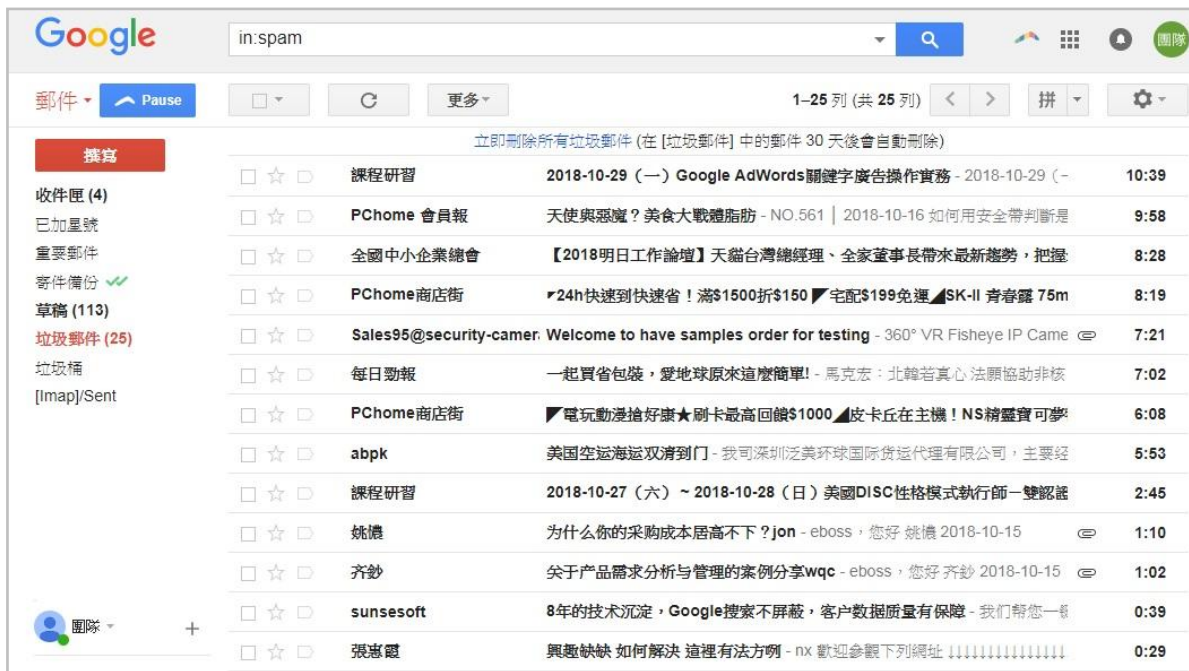 Google
in:spam
團隊
郵件
Pause
更多
1–25 列 (共 25 列)
拼
撰寫
收件匣 (4)
已加星號
重要郵件
寄件備份
草稿 (113)
垃圾郵件 (25)
垃圾桶
[Imap]/Sent
團隊
立即刪除所有垃圾郵件 (在 [垃圾郵件] 中的郵件 30 天後會自動刪除)
課程研習 2018-10-29（一）Google AdWords關鍵字廣告操作實務 - 2018-10-29（一 10:39
PChome 會員報 天使與惡魔？美食大戰體脂肪 - NO.561 | 2018-10-16 如何用安全帶判斷是 9:58
全國中小企業總會 【2018明日工作論壇】天貓台灣總經理、全家董事長帶來最新趨勢，把握 8:28
PChome商店街 ◤24h快速到快速省！滿$1500折$150◤宅配$199免運◢SK-II 青春露 75m 8:19
Sales95@security-camera Welcome to have samples order for testing - 360° VR Fisheye IP Came 7:21
每日勁報 一起買省包裝，愛地球原來這麼簡單! - 馬克宏：北韓若真心 法願協助非核 7:02
PChome商店街 ◤電玩動漫搶好康★刷卡最高回饋$1000◢皮卡丘在主機！NS精靈寶可夢 6:08
abpk 美国空运海运双清到门 - 我司深圳泛美环球国际货运代理有限公司，主要经 5:53
課程研習 2018-10-27（六）~ 2018-10-28（日）美國DISC性格模式執行師－雙認證 2:45
姚儂 为什么你的采购成本居高不下？jon - eboss，您好 姚儂 2018-10-15 1:10
齐鈔 关于产品需求分析与管理的案例分享wqc - eboss，您好 齐鈔 2018-10-15 1:02
sunsesoft 8年的技术沉淀，Google搜索不屏蔽，客户数据质量有保障 - 我们帮您一 0:39
張惠霞 興趣缺缺 如何解決 這裡有法方咧 - nx 歡迎參觀下列網址 ↓↓↓↓↓↓↓↓↓↓↓↓↓↓↓ 0:29